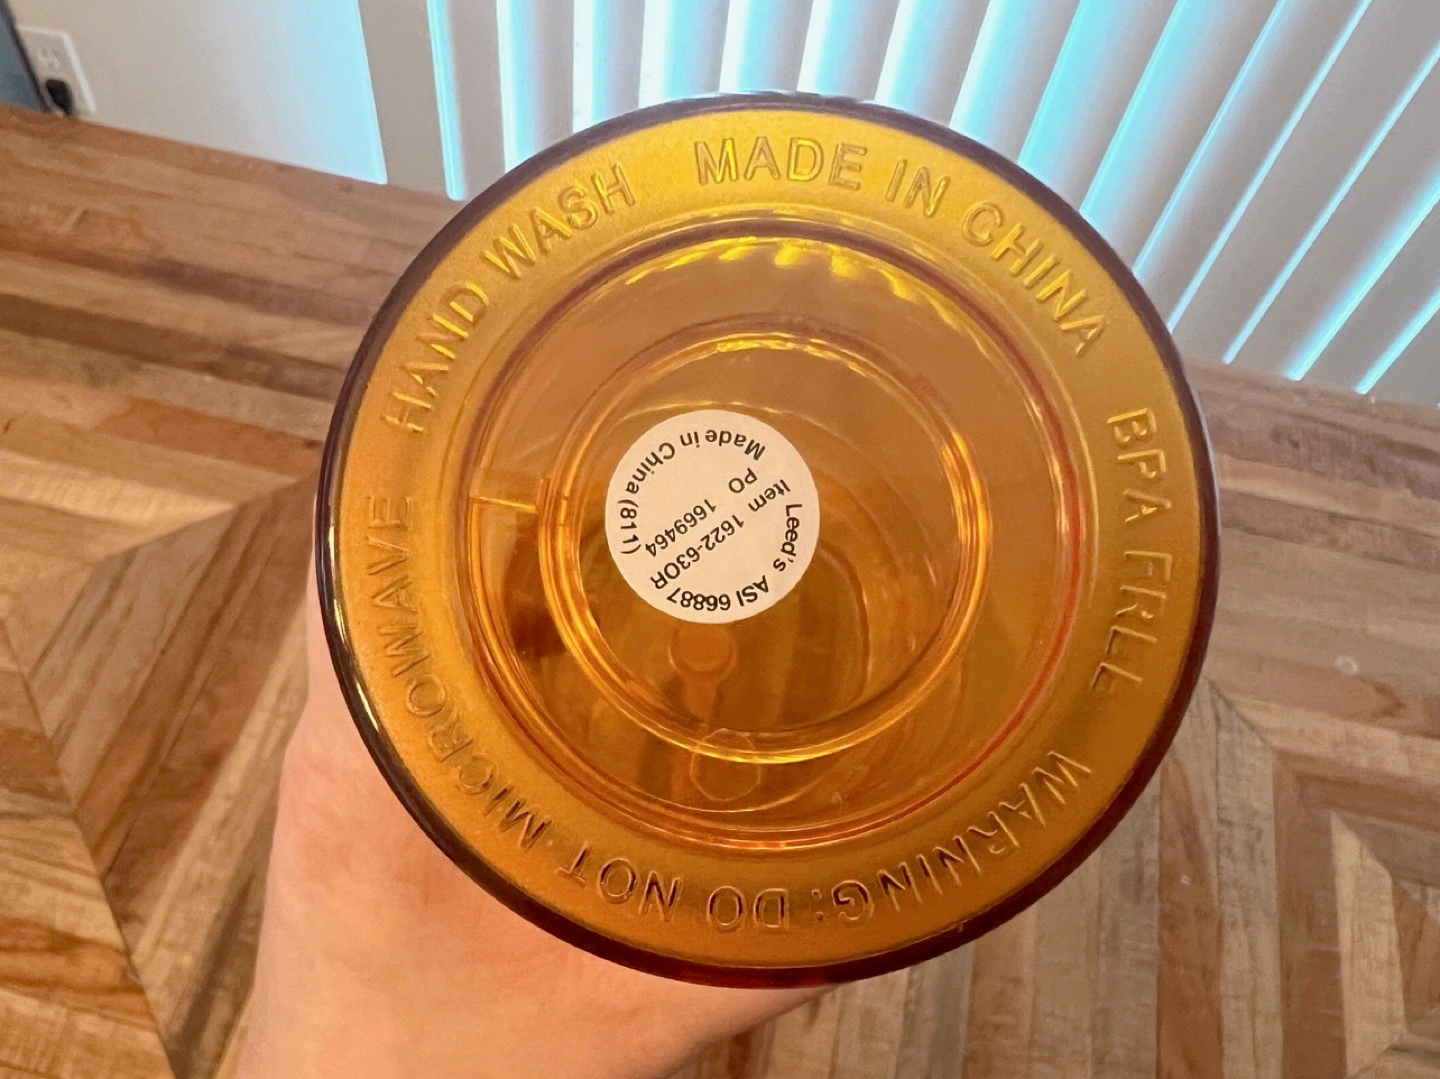 MADE IN CHINA
BPA FREE
WARNING: DO NOT MICROWAVE
HAND WASH
Leed's ASI 66887
Item 1622-63OR
PO 1669464
Made in China (811)